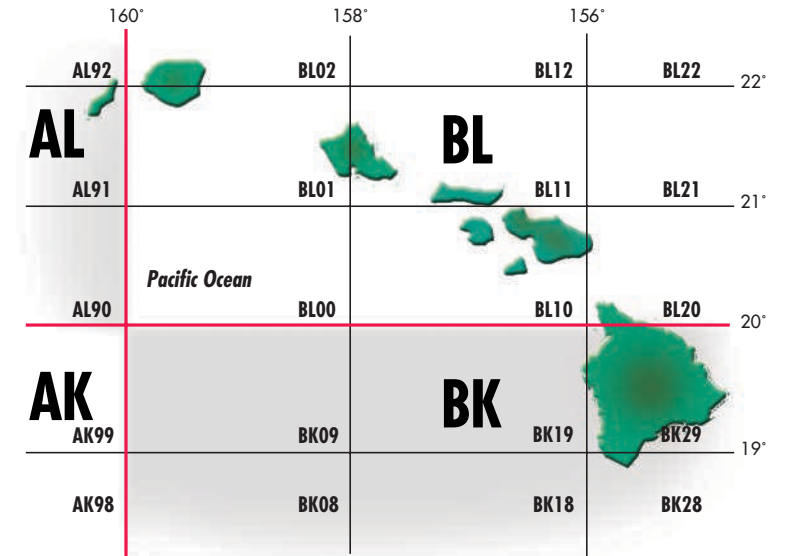 160° 158° 156°
AL92 BL02 BL12 BL22
22°
AL BL
AL91 BL01 BL11 BL21
21°
Pacific Ocean
AL90 BL00 BL10 BL20
20°
AK BK
AK99 BK09 BK19 BK29
19°
AK98 BK08 BK18 BK28